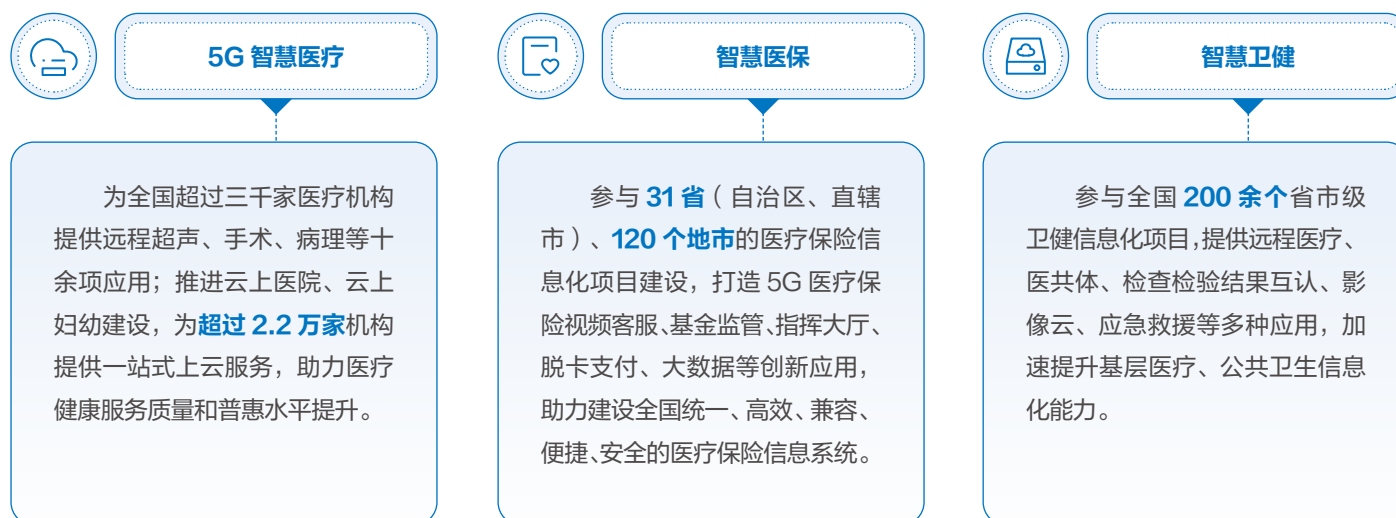 5G 智慧医疗
为全国超过三千家医疗机构
提供远程超声、手术、病理等十
余项应用；推进云上医院、云上
妇幼建设，为超过 2.2 万家机构
提供一站式上云服务，助力医疗
健康服务质量和普惠水平提升。
智慧医保
参与 31 省（自治区、直辖
市）、120 个地市的医疗保险信
息化项目建设，打造 5G 医疗保
险视频客服、基金监管、指挥大厅、
脱卡支付、大数据等创新应用，
助力建设全国统一、高效、兼容、
便捷、安全的医疗保险信息系统。
智慧卫健
参与全国 200 余个省市级
卫健信息化项目，提供远程医疗、
医共体、检查检验结果互认、影
像云、应急救援等多种应用，加
速提升基层医疗、公共卫生信息
化能力。